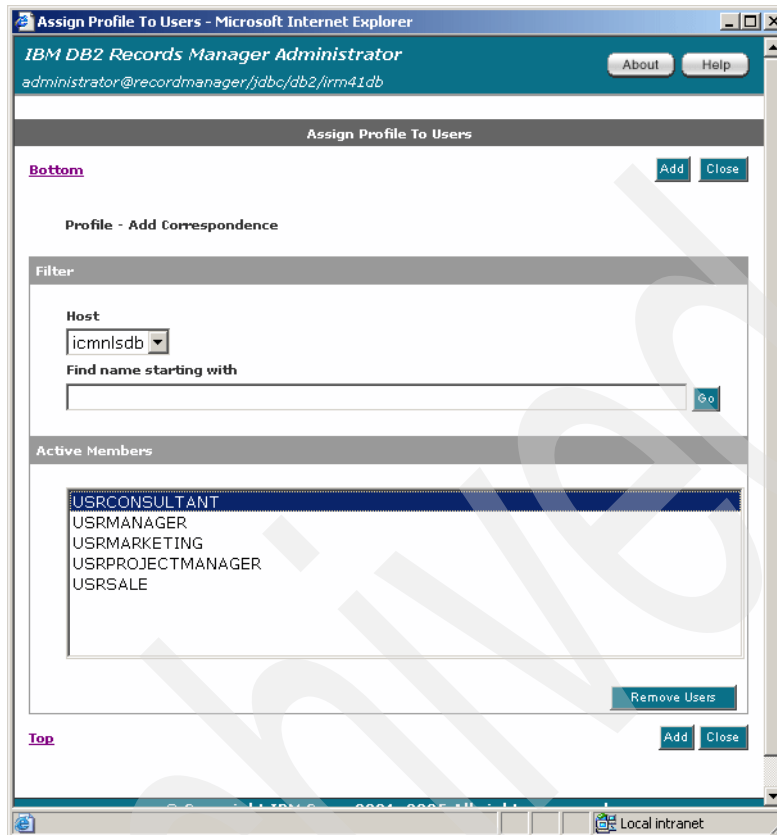 Assign Profile To Users - Microsoft Internet Explorer
IBM DB2 Records Manager Administrator
administrator@recordmanager/jdbc/db2/irm41db
About Help
Assign Profile To Users
Bottom
Add Close
Profile - Add Correspondence
Filter
Host
icmnlsdb
Find name starting with
Go
Active Members
USRCONSULTANT
USRMANAGER
USRMARKETING
USRPROJECTMANAGER
USRSALE
Remove Users
Top
Add Close
Local intranet